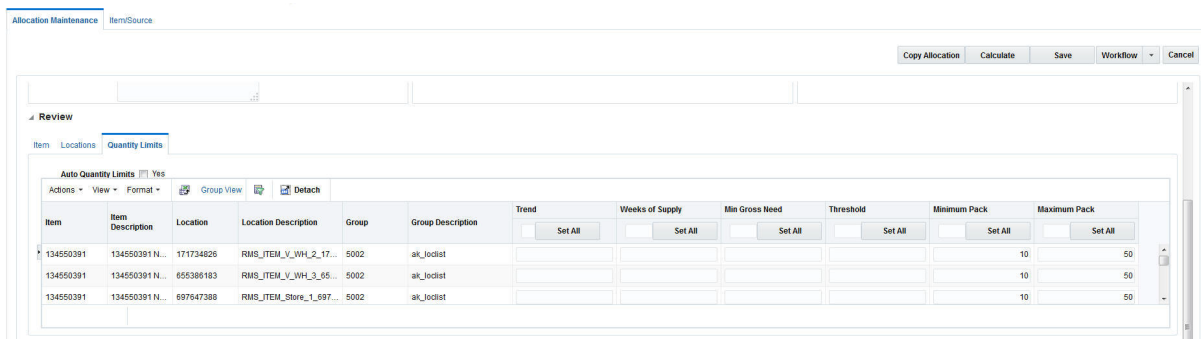 Allocation Maintenance Item/Source
Copy Allocation Calculate Save Workflow Cancel
Review
Item Locations Quantity Limits
Auto Quantity Limits Yes
Actions View Format Group View Detach
Item Item Description Location Location Description Group Group Description Trend Weeks of Supply Min Gross Need Threshold Minimum Pack Maximum Pack
Set All Set All Set All Set All Set All Set All
134550391 134550391 N... 171734826 RMS_ITEM_V_WH_2_17... 5002 ak_loclist 10 50
134550391 134550391 N... 655386183 RMS_ITEM_V_WH_3_65... 5002 ak_loclist 10 50
134550391 134550391 N... 697647388 RMS_ITEM_Store_1_697... 5002 ak_loclist 10 50